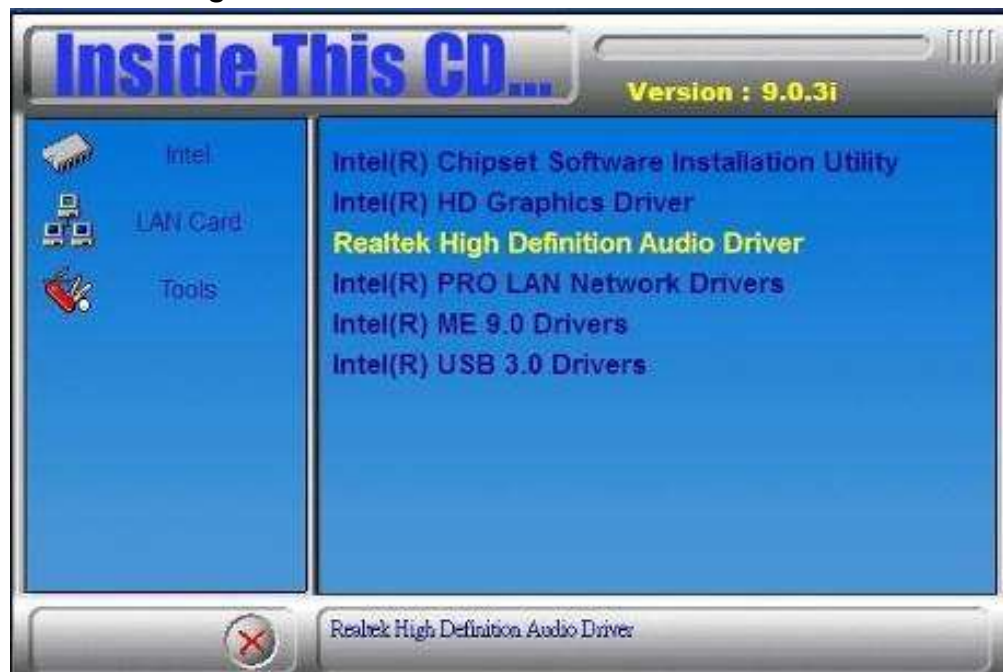 Inside This CD...
Version : 9.0.3i
Intel
LAN Card
Tools
Intel(R) Chipset Software Installation Utility
Intel(R) HD Graphics Driver
Realtek High Definition Audio Driver
Intel(R) PRO LAN Network Drivers
Intel(R) ME 9.0 Drivers
Intel(R) USB 3.0 Drivers
Realtek High Definition Audio Driver